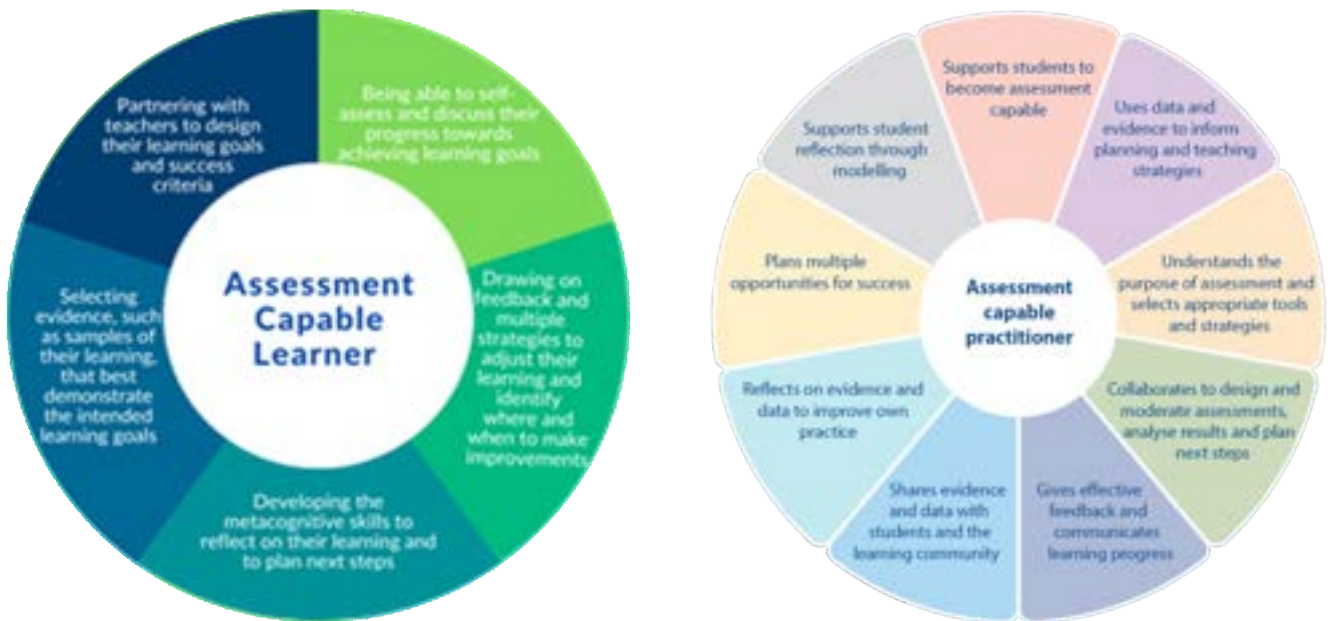 Partnering with
teachers to design
their learning goals
and success
criteria
Being able to self-
assess and discuss their
progress towards
achieving learning goals
Drawing on
feedback and
multiple
strategies to
adjust their
learning and
identify
where and
when to make
improvements
Developing the
metacognitive skills to
reflect on their learning and
to plan next steps
Selecting
evidence, such
as samples of
their learning,
that best
demonstrate
the intended
learning goals
Assessment
Capable
Learner
Supports students to
become assessment
capable
Uses data and
evidence to inform
planning and teaching
strategies
Understands the
purpose of assessment and
selects appropriate tools
and strategies
Collaborates to design and
moderate assessments,
analyse results and plan
next steps
Gives effective
feedback and
communicates
learning progress
Shares evidence
and data with
students and the
learning community
Reflects on evidence and
data to improve own
practice
Plans multiple
opportunities for success
Supports student
reflection through
modelling
Assessment
capable
practitioner